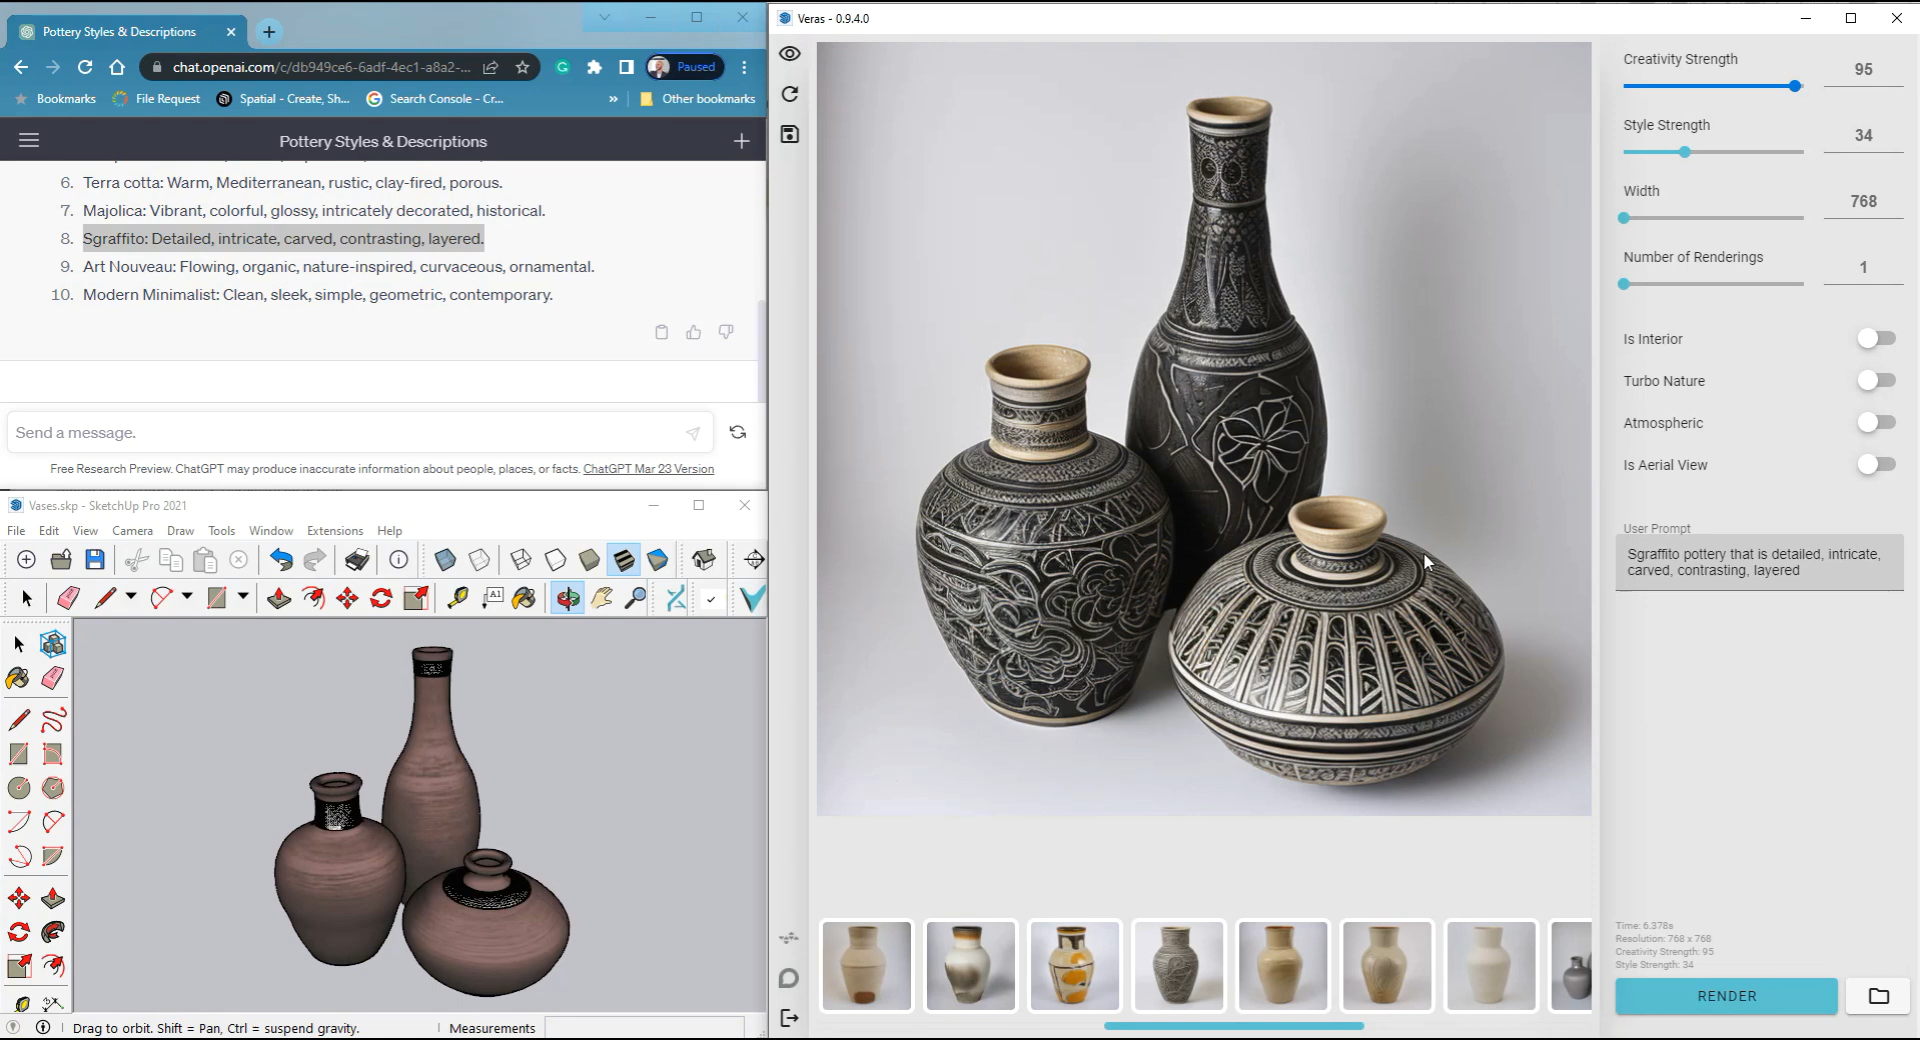 Pottery Styles & Descriptions
chat.openai.com/c/db949ce6-6adf-4ec1-a8a2-...
Paused
Bookmarks
File Request
Spatial - Create, Sh...
Search Console - Cr...
»
Other bookmarks
Pottery Styles & Descriptions
6. Terra cotta: Warm, Mediterranean, rustic, clay-fired, porous.
7. Majolica: Vibrant, colorful, glossy, intricately decorated, historical.
8. Sgraffito: Detailed, intricate, carved, contrasting, layered.
9. Art Nouveau: Flowing, organic, nature-inspired, curvaceous, ornamental.
10. Modern Minimalist: Clean, sleek, simple, geometric, contemporary.
Send a message.
Free Research Preview. ChatGPT may produce inaccurate information about people, places, or facts. ChatGPT Mar 23 Version
Vases.skp - SketchUp Pro 2021
File Edit View Camera Draw Tools Window Extensions Help
A1
Drag to orbit. Shift = Pan, Ctrl = suspend gravity.
Measurements
Veras - 0.9.4.0
Creativity Strength
95
Style Strength
34
Width
768
Number of Renderings
1
Is Interior
Turbo Nature
Atmospheric
Is Aerial View
User Prompt
Sgraffito pottery that is detailed, intricate,
carved, contrasting, layered
Time: 6.378s
Resolution: 768 x 768
Creativity Strength: 95
Style Strength: 34
RENDER